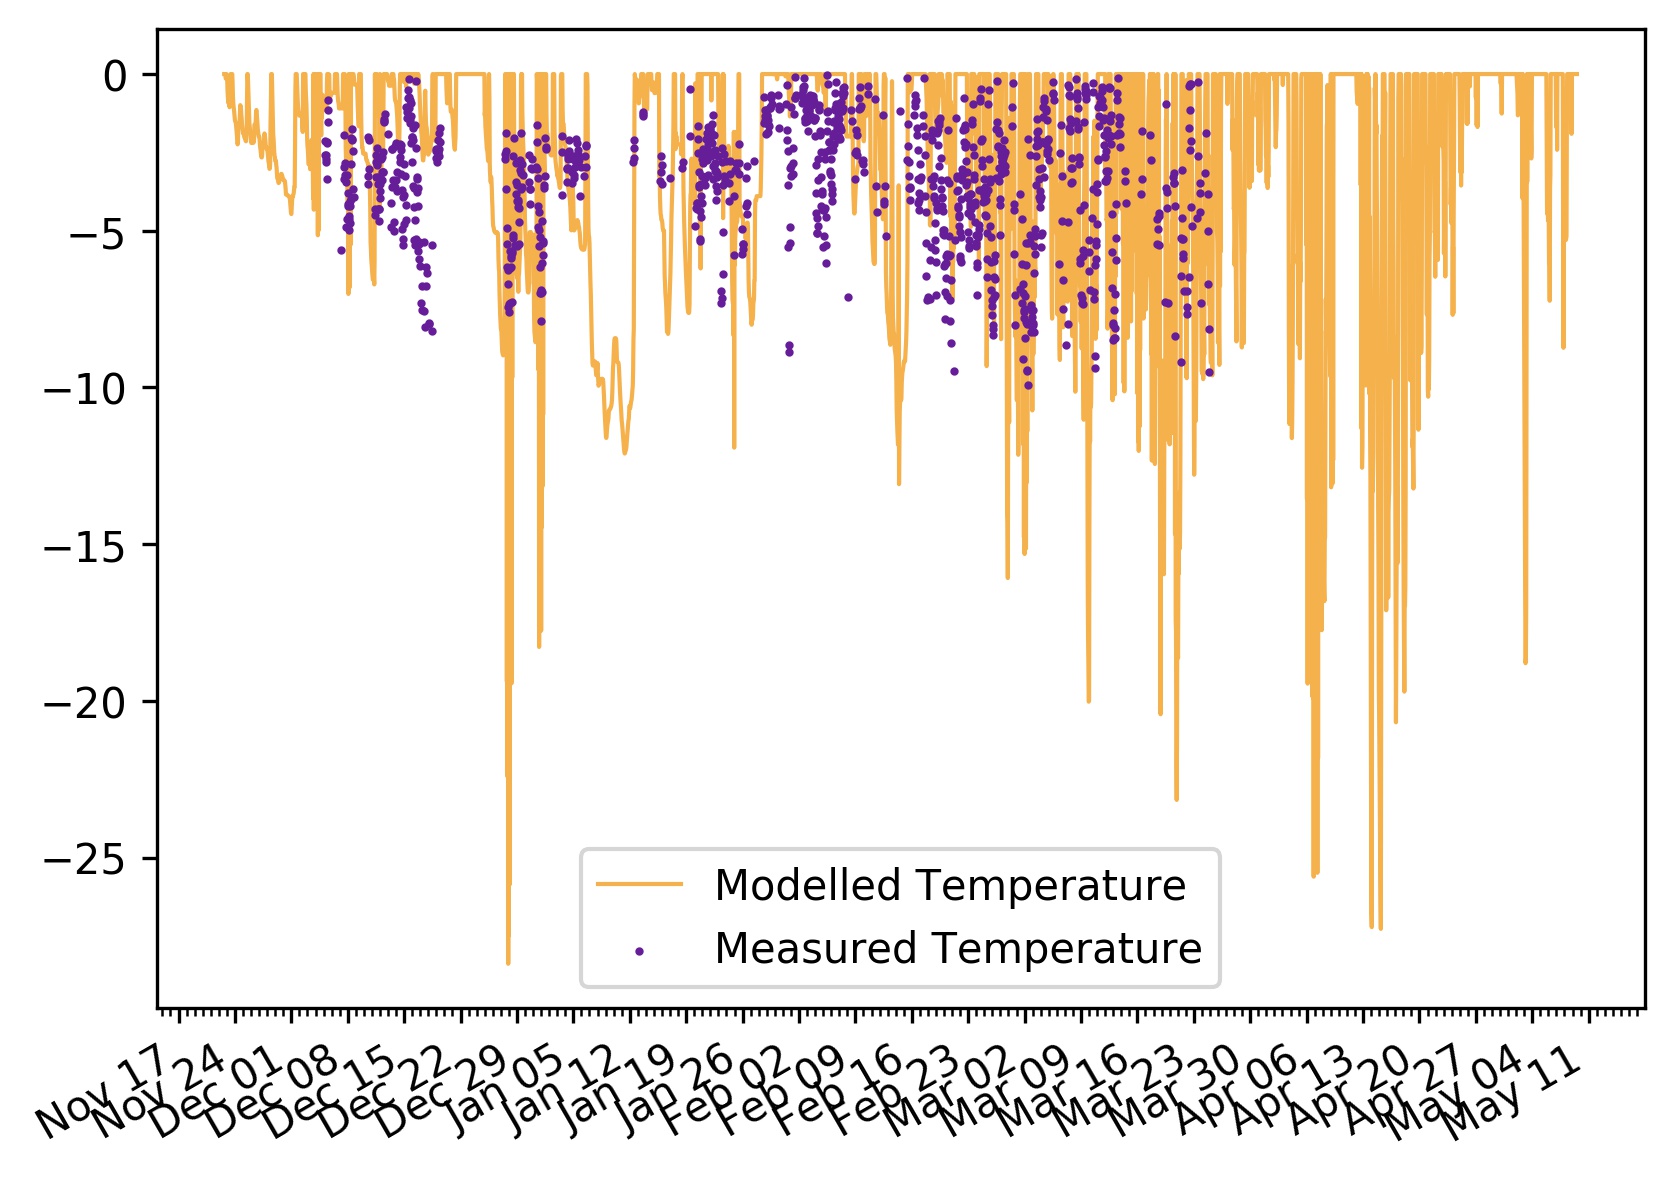 0
−5
−10
−15
−20
−25
Modelled Temperature
Measured Temperature
Nov 17
Nov 24
Dec 01
Dec 08
Dec 15
Dec 22
Dec 29
Jan 05
Jan 12
Jan 19
Jan 26
Feb 02
Feb 09
Feb 16
Feb 23
Mar 02
Mar 09
Mar 16
Mar 23
Mar 30
Apr 06
Apr 13
Apr 20
Apr 27
May 04
May 11